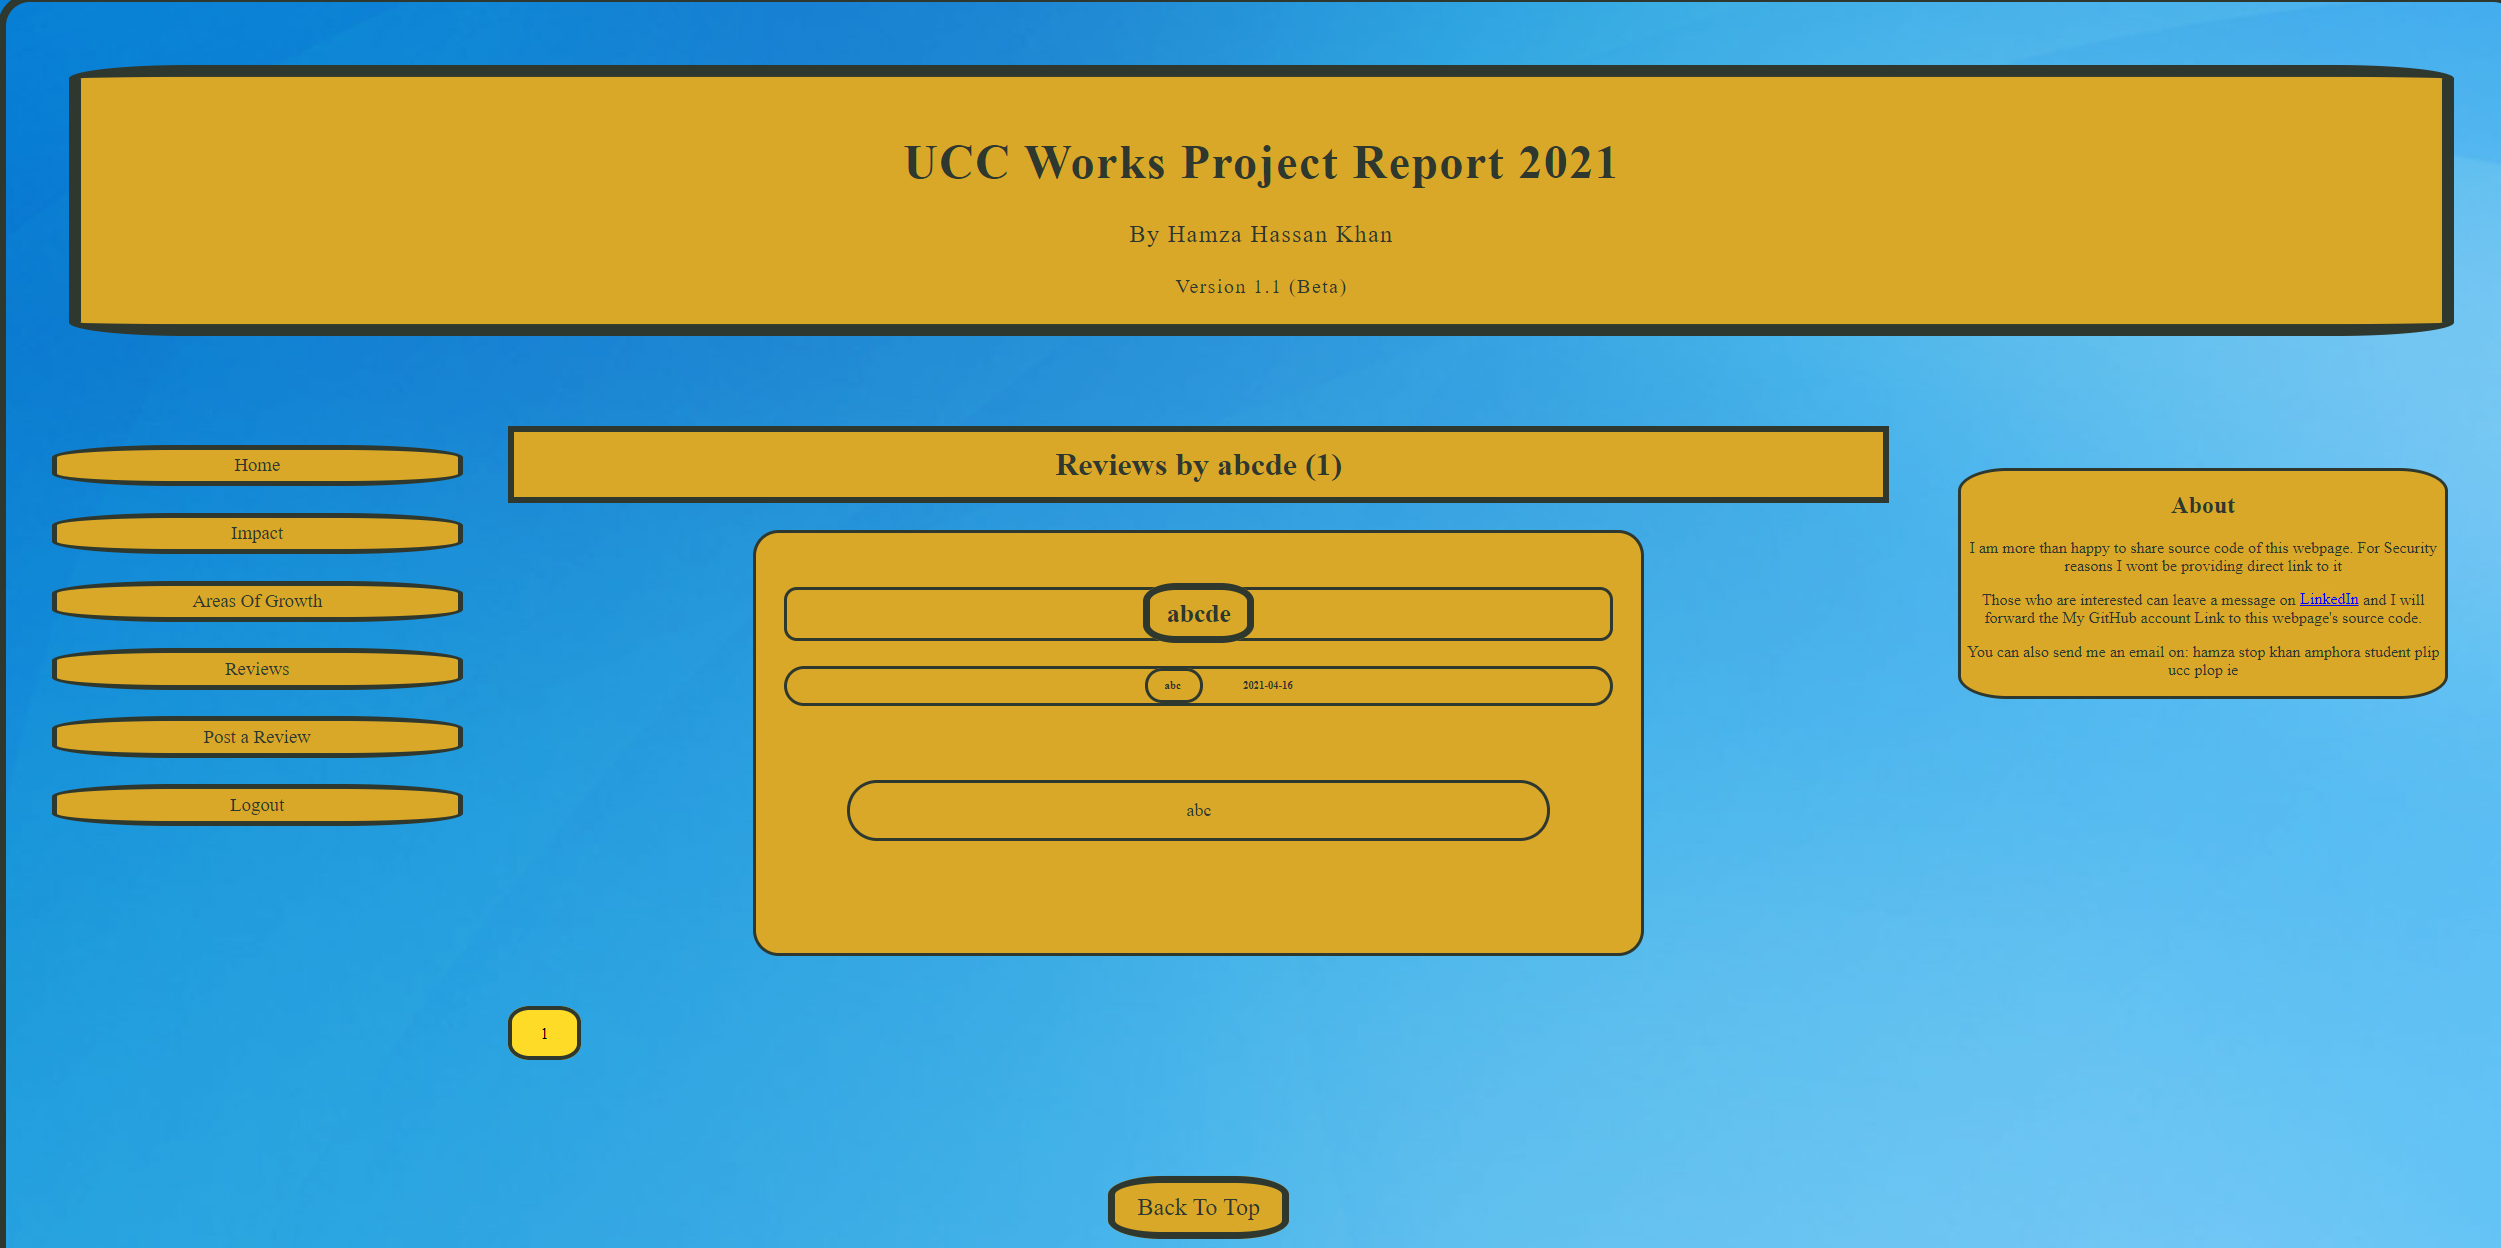 UCC Works Project Report 2021
By Hamza Hassan Khan
Version 1.1 (Beta)
Home
Impact
Areas Of Growth
Reviews
Post a Review
Logout
Reviews by abcde (1)
abcde
abc 2021-04-16
abc
1
Back To Top
About
I am more than happy to share source code of this webpage. For Security
reasons I wont be providing direct link to it
Those who are interested can leave a message on LinkedIn and I will
forward the My GitHub account Link to this webpage's source code.
You can also send me an email on: hamza stop khan amphora student plip
ucc plop ie